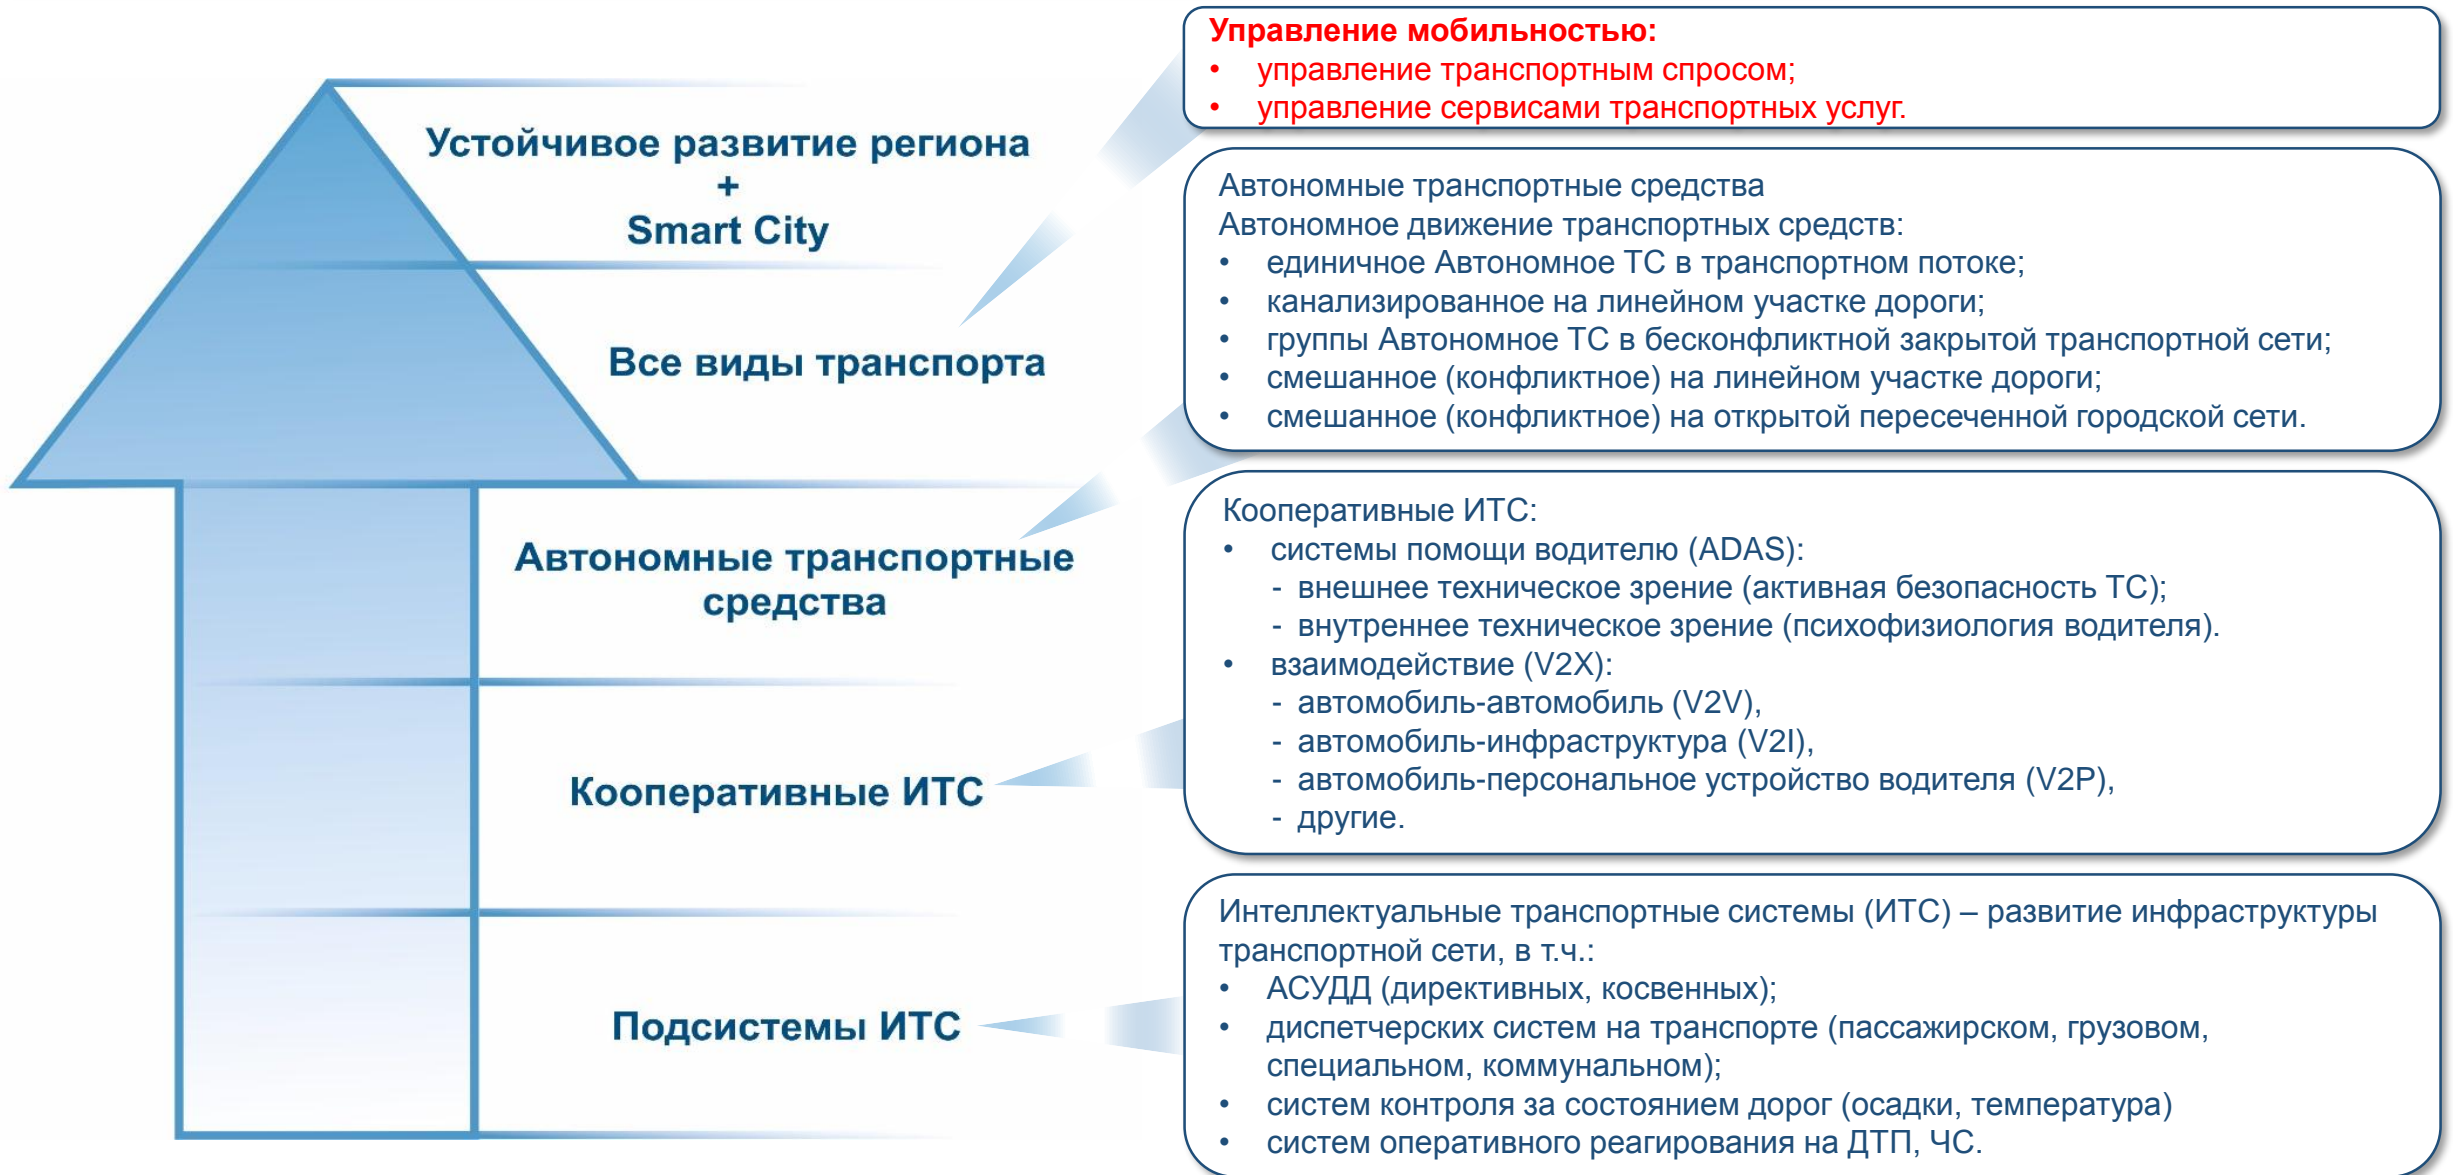 Устойчивое развитие региона
+
Smart City
Все виды транспорта
Автономные транспортные
средства
Кооперативные ИТС
Подсистемы ИТС
Управление мобильностью:
• управление транспортным спросом;
• управление сервисами транспортных услуг.
Автономные транспортные средства
Автономное движение транспортных средств:
• единичное Автономное ТС в транспортном потоке;
• канализированное на линейном участке дороги;
• группы Автономное ТС в бесконфликтной закрытой транспортной сети;
• смешанное (конфликтное) на линейном участке дороги;
• смешанное (конфликтное) на открытой пересеченной городской сети.
Кооперативные ИТС:
• системы помощи водителю (ADAS):
- внешнее техническое зрение (активная безопасность ТС);
- внутреннее техническое зрение (психофизиология водителя).
• взаимодействие (V2X):
- автомобиль-автомобиль (V2V),
- автомобиль-инфраструктура (V2I),
- автомобиль-персональное устройство водителя (V2P),
- другие.
Интеллектуальные транспортные системы (ИТС) – развитие инфраструктуры
транспортной сети, в т.ч.:
• АСУДД (директивных, косвенных);
• диспетчерских систем на транспорте (пассажирском, грузовом,
специальном, коммунальном);
• систем контроля за состоянием дорог (осадки, температура)
• систем оперативного реагирования на ДТП, ЧС.